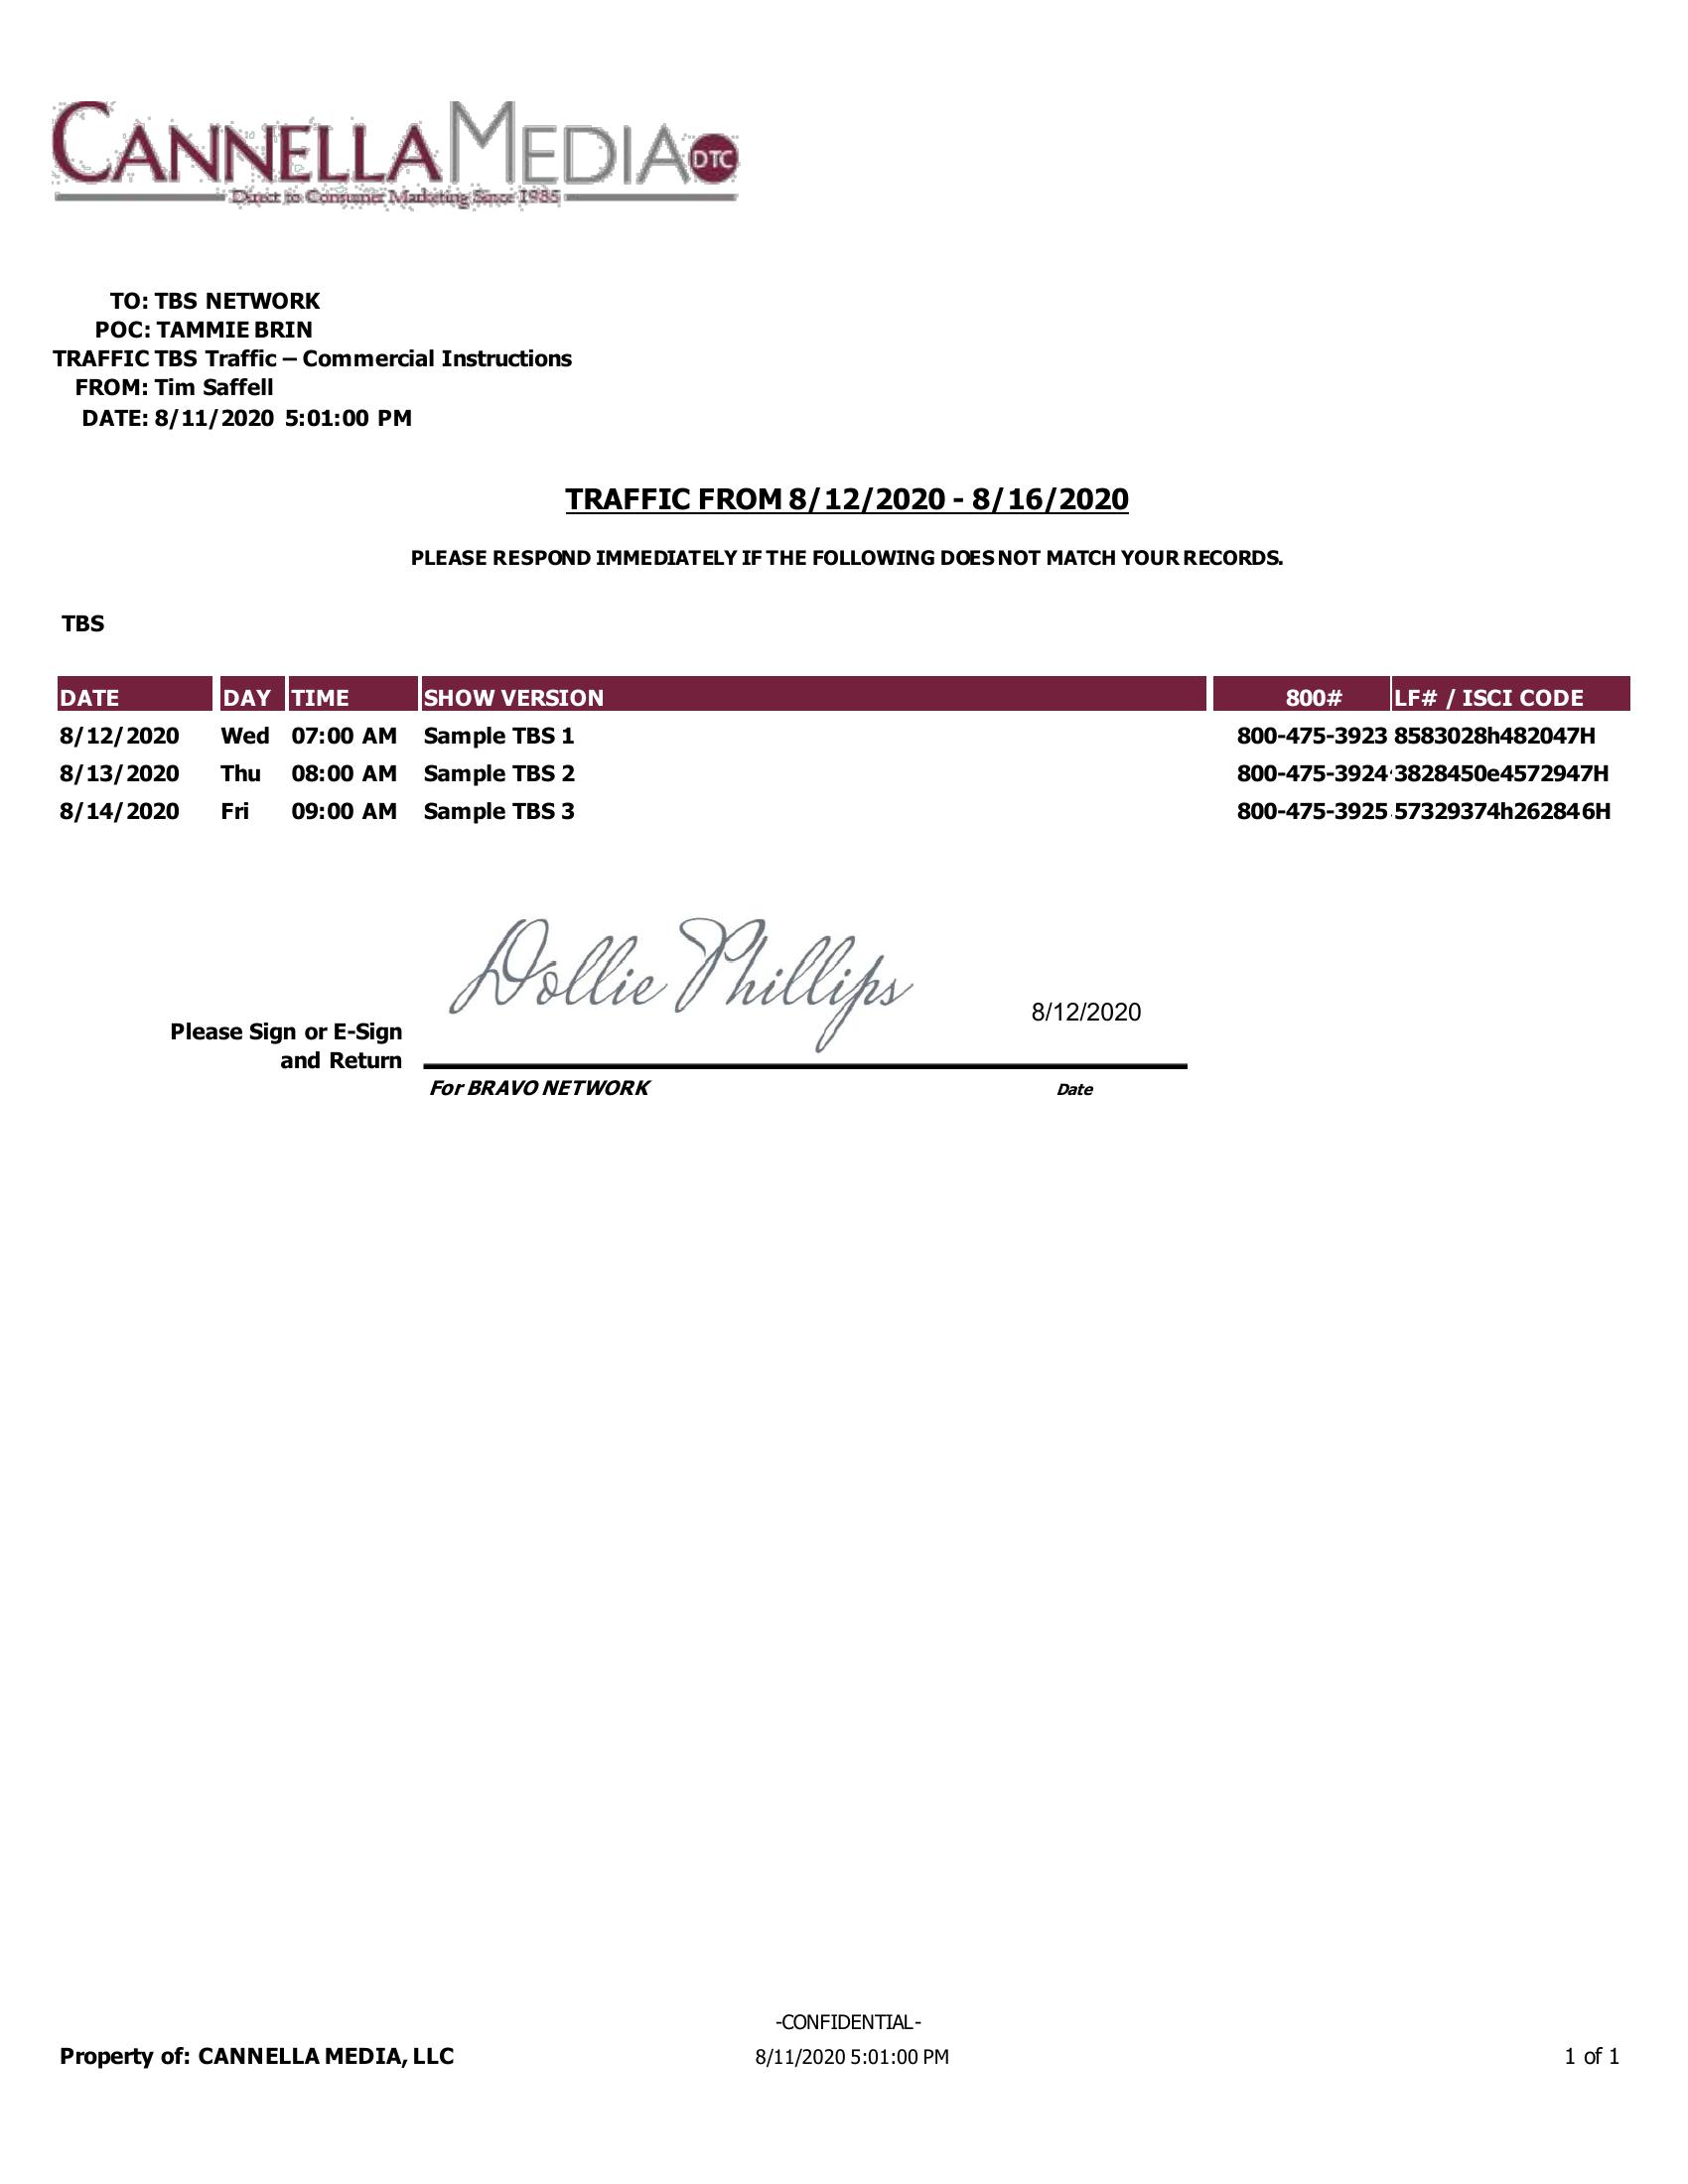 CANNELLA MEDIA DTC
Direct to Consumer Marketing Since 1985
TO: TBS NETWORK
POC: TAMMIE BRIN
TRAFFIC TBS Traffic – Commercial Instructions
FROM: Tim Saffell
DATE: 8/11/2020 5:01:00 PM
TRAFFIC FROM 8/12/2020 - 8/16/2020
PLEASE RESPOND IMMEDIATELY IF THE FOLLOWING DOES NOT MATCH YOUR RECORDS.
TBS
DATE DAY TIME SHOW VERSION 800# LF# / ISCI CODE
8/12/2020 Wed 07:00 AM Sample TBS 1 800-475-3923 8583028h482047H
8/13/2020 Thu 08:00 AM Sample TBS 2 800-475-3924 3828450e4572947H
8/14/2020 Fri 09:00 AM Sample TBS 3 800-475-3925 57329374h262846H
Dollie Phillips 8/12/2020
Please Sign or E-Sign
and Return
For BRAVO NETWORK Date
-CONFIDENTIAL-
Property of: CANNELLA MEDIA, LLC 8/11/2020 5:01:00 PM 1 of 1